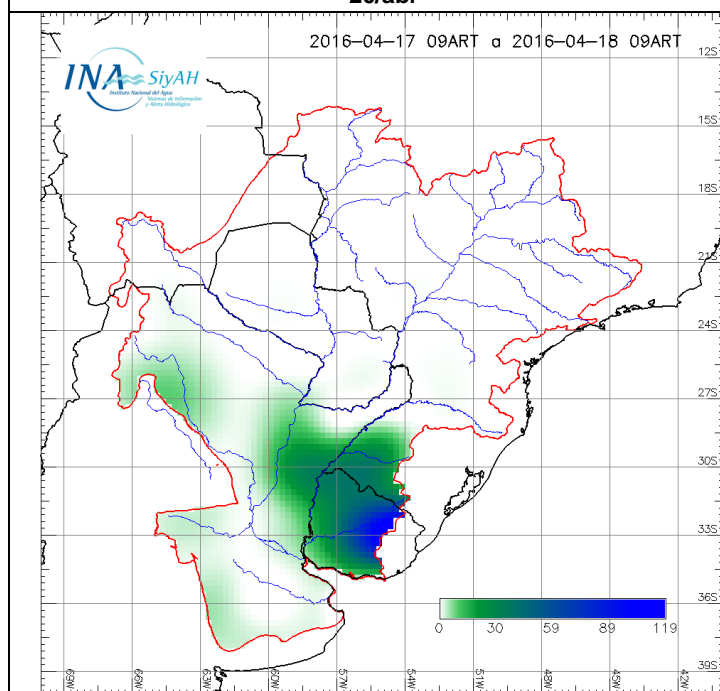 2016-04-17 09ART a 2016-04-18 09ART
INA SiyAH
Instituto Nacional del Agua
Sistemas de Información
y Alerta Hidrológico
12S
15S
18S
21S
24S
27S
30S
33S
36S
39S
0 30 59 89 119
69W 66W 63W 60W 57W 54W 51W 48W 45W 42W